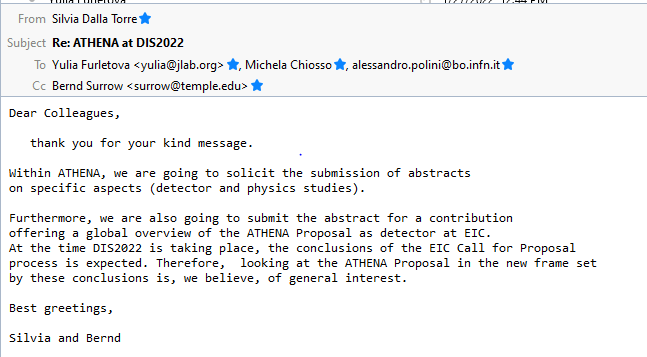 From Silvia Dalla Torre
Subject Re: ATHENA at DIS2022
To Yulia Furletova <yulia@jlab.org>, Michela Chiosso, alessandro.polini@bo.infn.it
Cc Bernd Surrow <surrow@temple.edu>
Dear Colleagues,
thank you for your kind message.
Within ATHENA, we are going to solicit the submission of abstracts
on specific aspects (detector and physics studies).
Furthermore, we are also going to submit the abstract for a contribution
offering a global overview of the ATHENA Proposal as detector at EIC.
At the time DIS2022 is taking place, the conclusions of the EIC Call for Proposal
process is expected. Therefore,  looking at the ATHENA Proposal in the new frame set
by these conclusions is, we believe, of general interest.
Best greetings,
Silvia and Bernd